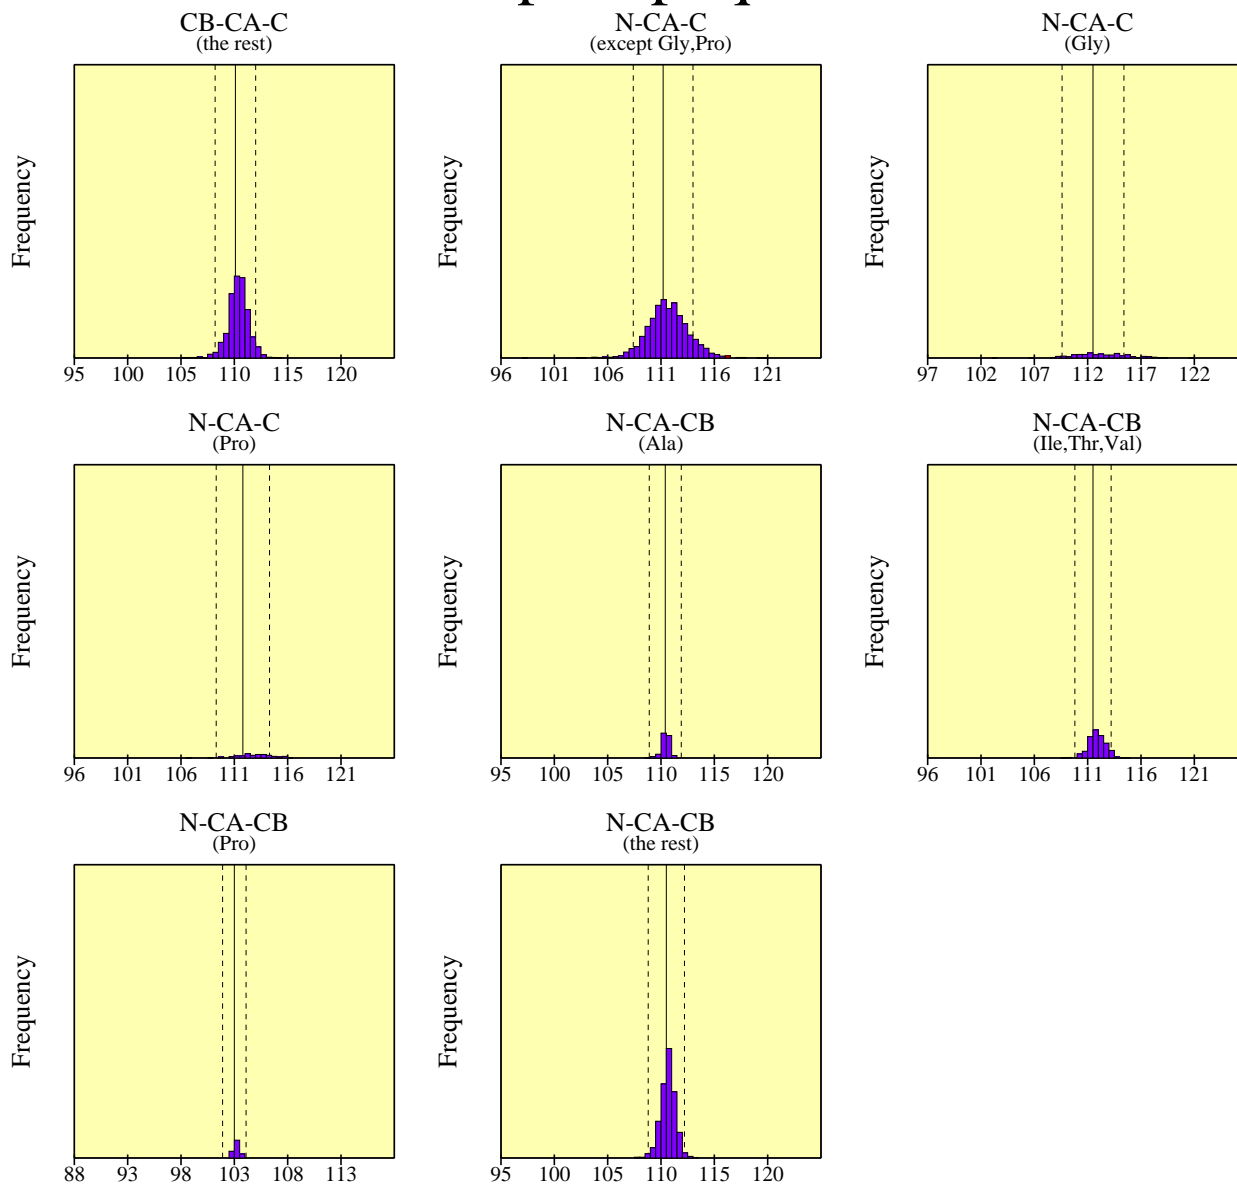 CB-CA-C
(the rest)
Frequency
95 100 105 110 115 120
N-CA-C
(except Gly,Pro)
Frequency
96 101 106 111 116 121
N-CA-C
(Gly)
Frequency
97 102 107 112 117 122
N-CA-C
(Pro)
Frequency
96 101 106 111 116 121
N-CA-CB
(Ala)
Frequency
95 100 105 110 115 120
N-CA-CB
(Ile,Thr,Val)
Frequency
96 101 106 111 116 121
N-CA-CB
(Pro)
Frequency
88 93 98 103 108 113
N-CA-CB
(the rest)
Frequency
95 100 105 110 115 120